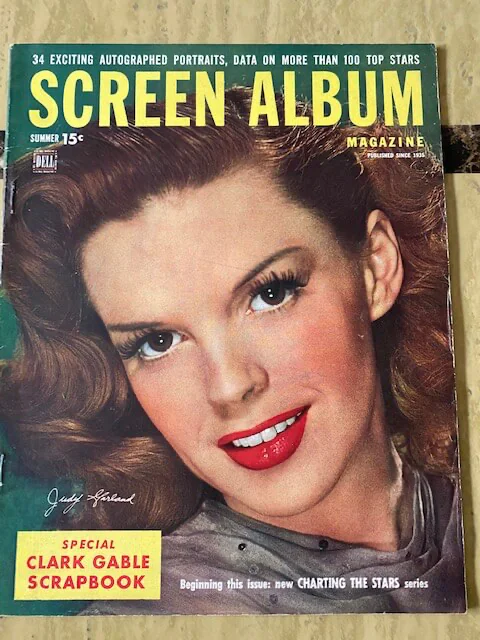 34 EXCITING AUTOGRAPHED PORTRAITS, DATA ON MORE THAN 100 TOP STARS
SCREEN ALBUM
SUMMER 15¢
MAGAZINE
DELL
PUBLISHED SINCE 1935
Judy Garland
SPECIAL
CLARK GABLE
SCRAPBOOK
Beginning this issue: new CHARTING THE STARS series